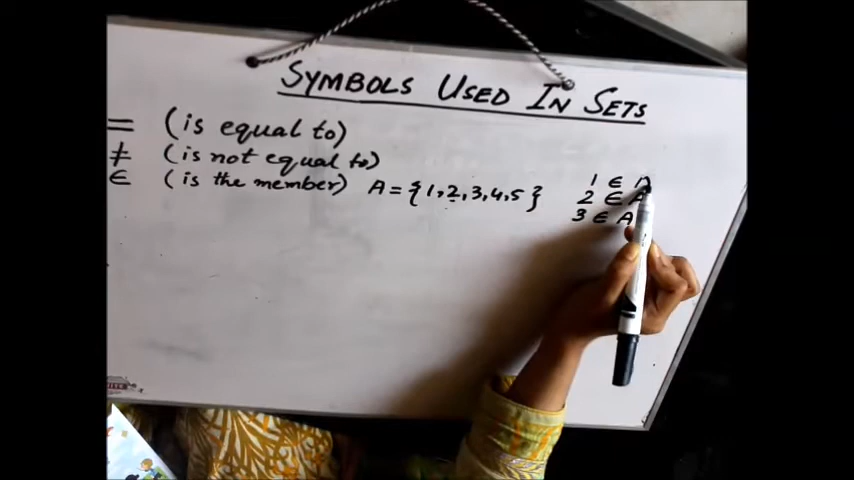 SYMBOLS USED IN SETS
= (is equal to)
≠ (is not equal to)
∈ (is the member) A = {1,2,3,4,5} 1 ∈ A
2 ∈ A
3 ∈ A